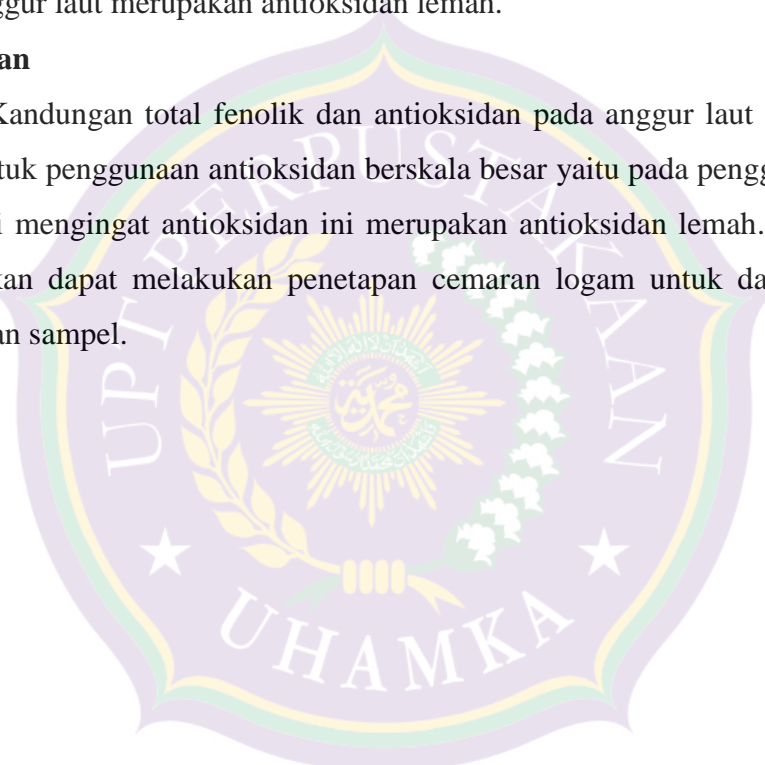 ggur laut merupakan antioksidan lemah.
an
Kandungan total fenolik dan antioksidan pada anggur laut
tuk penggunaan antioksidan berskala besar yaitu pada pengg
i mengingat antioksidan ini merupakan antioksidan lemah.
kan dapat melakukan penetapan cemaran logam untuk da
an sampel.
UPT PERPUSTAKAAN
UHAMKA